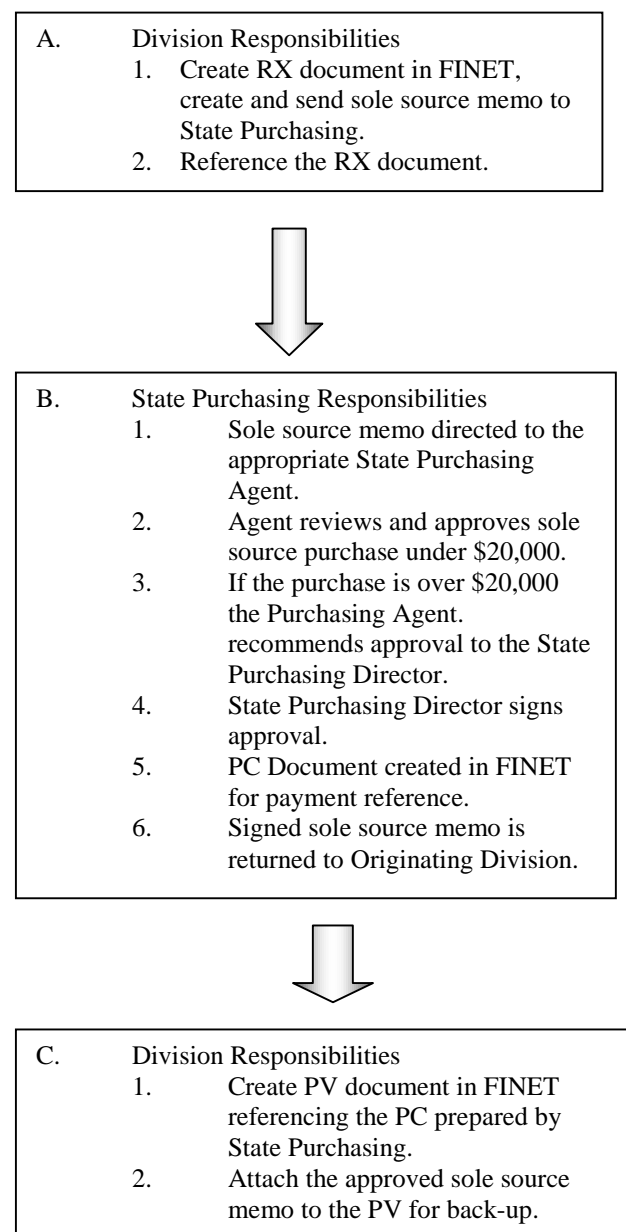 A. Division Responsibilities
1. Create RX document in FINET,
create and send sole source memo to
State Purchasing.
2. Reference the RX document.
B. State Purchasing Responsibilities
1. Sole source memo directed to the
appropriate State Purchasing
Agent.
2. Agent reviews and approves sole
source purchase under $20,000.
3. If the purchase is over $20,000
the Purchasing Agent.
recommends approval to the State
Purchasing Director.
4. State Purchasing Director signs
approval.
5. PC Document created in FINET
for payment reference.
6. Signed sole source memo is
returned to Originating Division.
C. Division Responsibilities
1. Create PV document in FINET
referencing the PC prepared by
State Purchasing.
2. Attach the approved sole source
memo to the PV for back-up.